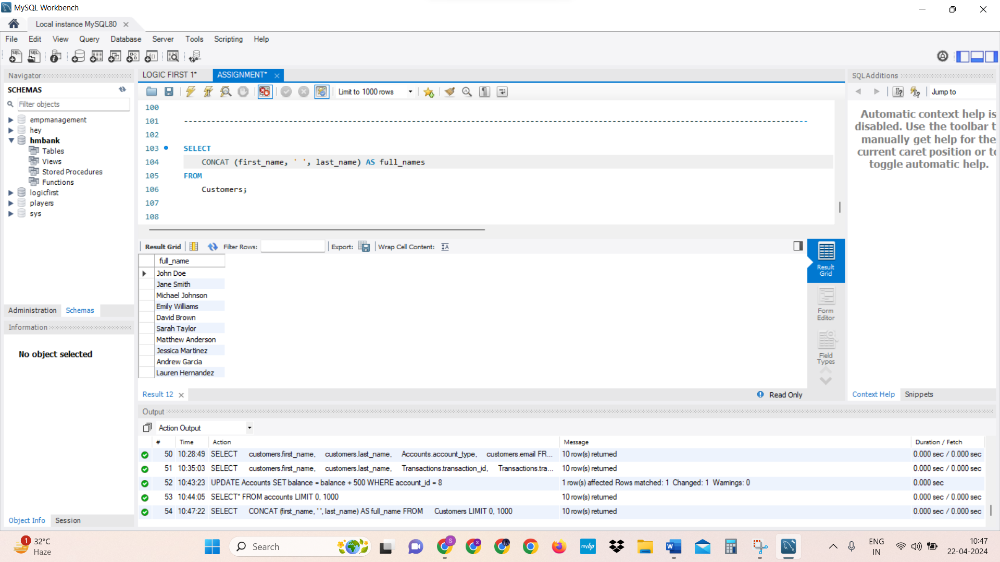 MySQL Workbench
Local instance MySQL80
File Edit View Query Database Server Tools Scripting Help
Navigator
SCHEMAS
Filter objects
empmanagement
hey
hmbank
Tables
Views
Stored Procedures
Functions
logicfirst
players
sys
Administration Schemas
Information
No object selected
Object Info Session
LOGIC FIRST 1* ASSIGNMENT*
Limit to 1000 rows
100
101 ----------------------------------------------------------------------------------------------------------------------------------------
102
103 SELECT
104 CONCAT (first_name, ' ', last_name) AS full_names
105 FROM
106 Customers;
107
108
Result Grid Filter Rows: Export: Wrap Cell Content:
full_name
John Doe
Jane Smith
Michael Johnson
Emily Williams
David Brown
Sarah Taylor
Matthew Anderson
Jessica Martinez
Andrew Garcia
Lauren Hernandez
Result
Grid
Form
Editor
Field
Types
Result 12
Read Only
SQLAdditions
Jump to
Automatic context help is
disabled. Use the toolbar t
manually get help for the
current caret position or to
toggle automatic help.
Context Help Snippets
Output
Action Output
# Time Action Message Duration / Fetch
50 10:28:49 SELECT customers.first_name, customers.last_name, Accounts.account_type, customers.email FR... 10 row(s) returned 0.000 sec / 0.000 sec
51 10:35:03 SELECT customers.first_name, customers.last_name, Transactions.transaction_id, Transactions.tra... 10 row(s) returned 0.000 sec / 0.000 sec
52 10:43:23 UPDATE Accounts SET balance = balance + 500 WHERE account_id = 8 1 row(s) affected Rows matched: 1 Changed: 1 Warnings: 0 0.000 sec
53 10:44:05 SELECT* FROM accounts LIMIT 0, 1000 10 row(s) returned 0.000 sec / 0.000 sec
54 10:47:22 SELECT CONCAT (first_name, ' ', last_name) AS full_name FROM Customers LIMIT 0, 1000 10 row(s) returned 0.000 sec / 0.000 sec
1
32°C
Haze
Search
S
S
myhp
W
ENG
IN
10:47
22-04-2024